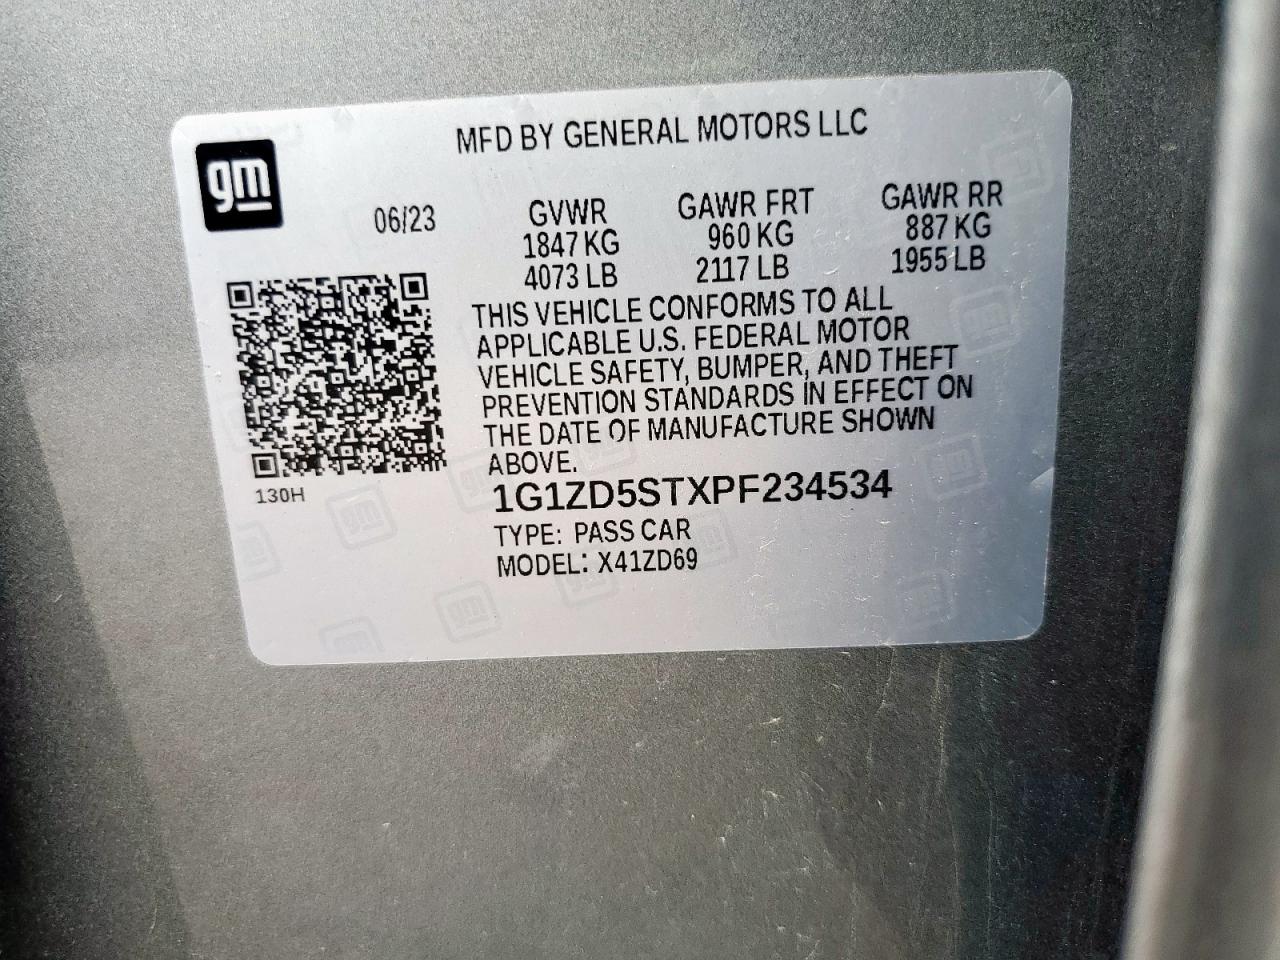 MFD BY GENERAL MOTORS LLC
gm
06/23
GVWR GAWR FRT GAWR RR
1847 KG 960 KG 887 KG
4073 LB 2117 LB 1955 LB
THIS VEHICLE CONFORMS TO ALL
APPLICABLE U.S. FEDERAL MOTOR
VEHICLE SAFETY, BUMPER, AND THEFT
PREVENTION STANDARDS IN EFFECT ON
THE DATE OF MANUFACTURE SHOWN
ABOVE.
130H
1G1ZD5STXPF234534
TYPE: PASS CAR
MODEL: X41ZD69